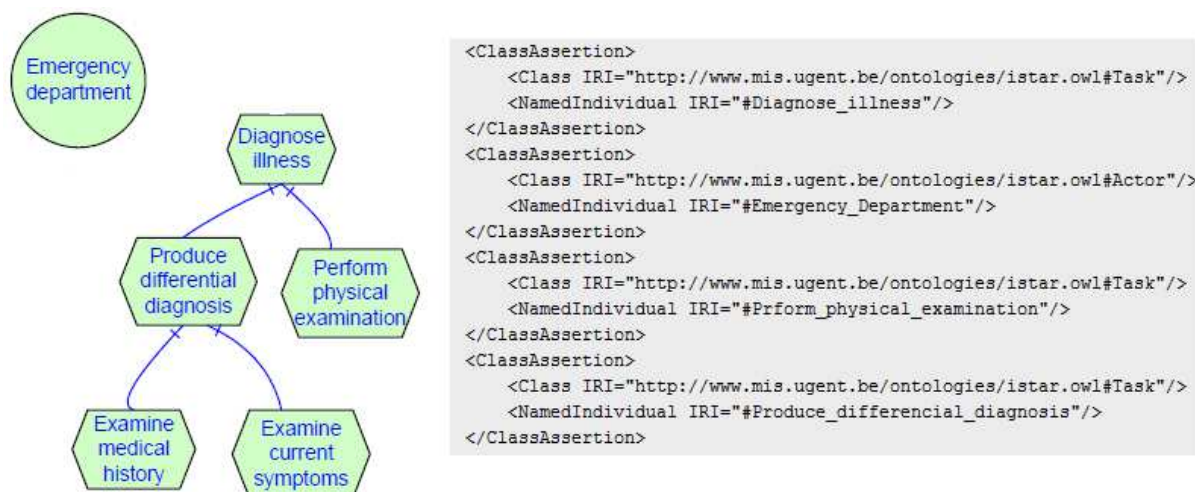 Emergency
department
Diagnose
illness
Produce
differential
diagnosis
Perform
physical
examination
Examine
medical
history
Examine
current
symptoms
<ClassAssertion>
<Class IRI="http://www.mis.ugent.be/ontologies/istar.owl#Task"/>
<NamedIndividual IRI="#Diagnose_illness"/>
</ClassAssertion>
<ClassAssertion>
<Class IRI="http://www.mis.ugent.be/ontologies/istar.owl#Actor"/>
<NamedIndividual IRI="#Emergency_Department"/>
</ClassAssertion>
<ClassAssertion>
<Class IRI="http://www.mis.ugent.be/ontologies/istar.owl#Task"/>
<NamedIndividual IRI="#Prform_physical_examination"/>
</ClassAssertion>
<ClassAssertion>
<Class IRI="http://www.mis.ugent.be/ontologies/istar.owl#Task"/>
<NamedIndividual IRI="#Produce_differencial_diagnosis"/>
</ClassAssertion>